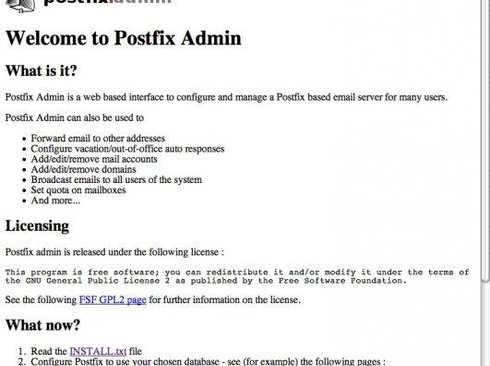 postfix.admin
Welcome to Postfix Admin
What is it?
Postfix Admin is a web based interface to configure and manage a Postfix based email server for many users.
Postfix Admin can also be used to
• Forward email to other addresses
• Configure vacation/out-of-office auto responses
• Add/edit/remove mail accounts
• Add/edit/remove domains
• Broadcast emails to all users of the system
• Set quota on mailboxes
• And more...
Licensing
Postfix admin is released under the following license :
This program is free software; you can redistribute it and/or modify it under the terms of
the GNU General Public License 2 as published by the Free Software Foundation.
See the following FSF GPL2 page for further information on the license.
What now?
1. Read the INSTALL.txt file
2. Configure Postfix to use your chosen database - see (for example) the following pages :